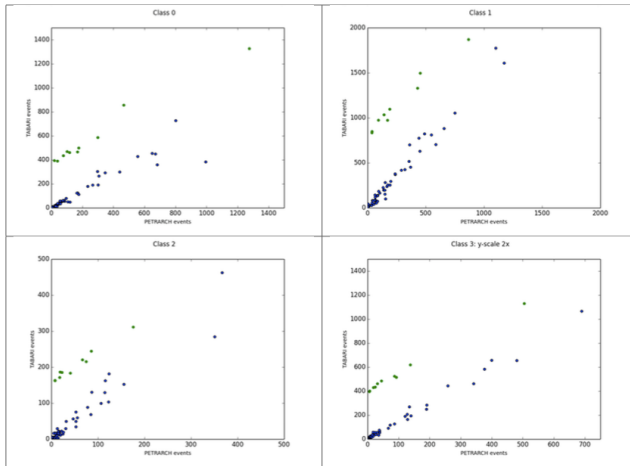 Class 0
1400
1200
1000
800
600
400
200
0
TABARI events
0 200 400 600 800 1000 1200 1400
PETRARCH events
Class 1
2000
1500
1000
500
0
TABARI events
0 500 1000 1500 2000
PETRARCH events
Class 2
500
400
300
200
100
0
TABARI events
0 100 200 300 400 500
PETRARCH events
Class 3: y-scale 2x
1400
1200
1000
800
600
400
200
0
TABARI events
0 100 200 300 400 500 600 700
PETRARCH events